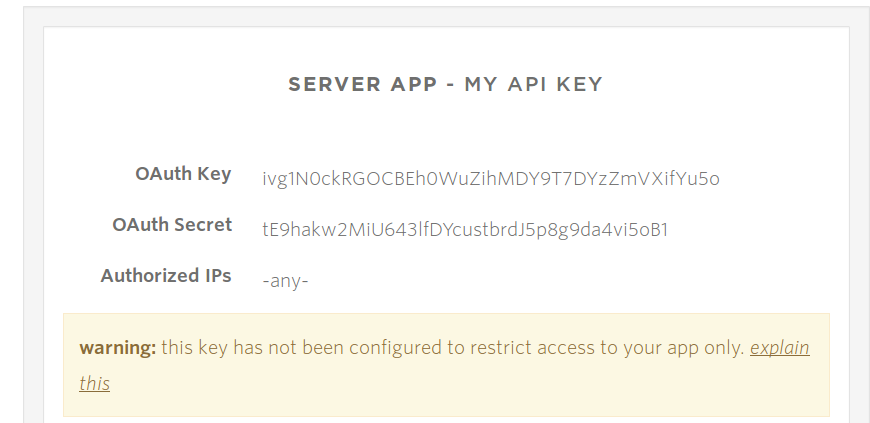 SERVER APP - MY API KEY
OAuth Key ivg1N0ckRGOCBEh0WuZihMDY9T7DYzZmVXifYu5o
OAuth Secret tE9hakw2MiU643lfDYcustbrdJ5p8g9da4vi5oB1
Authorized IPs -any-
warning: this key has not been configured to restrict access to your app only. explain
this